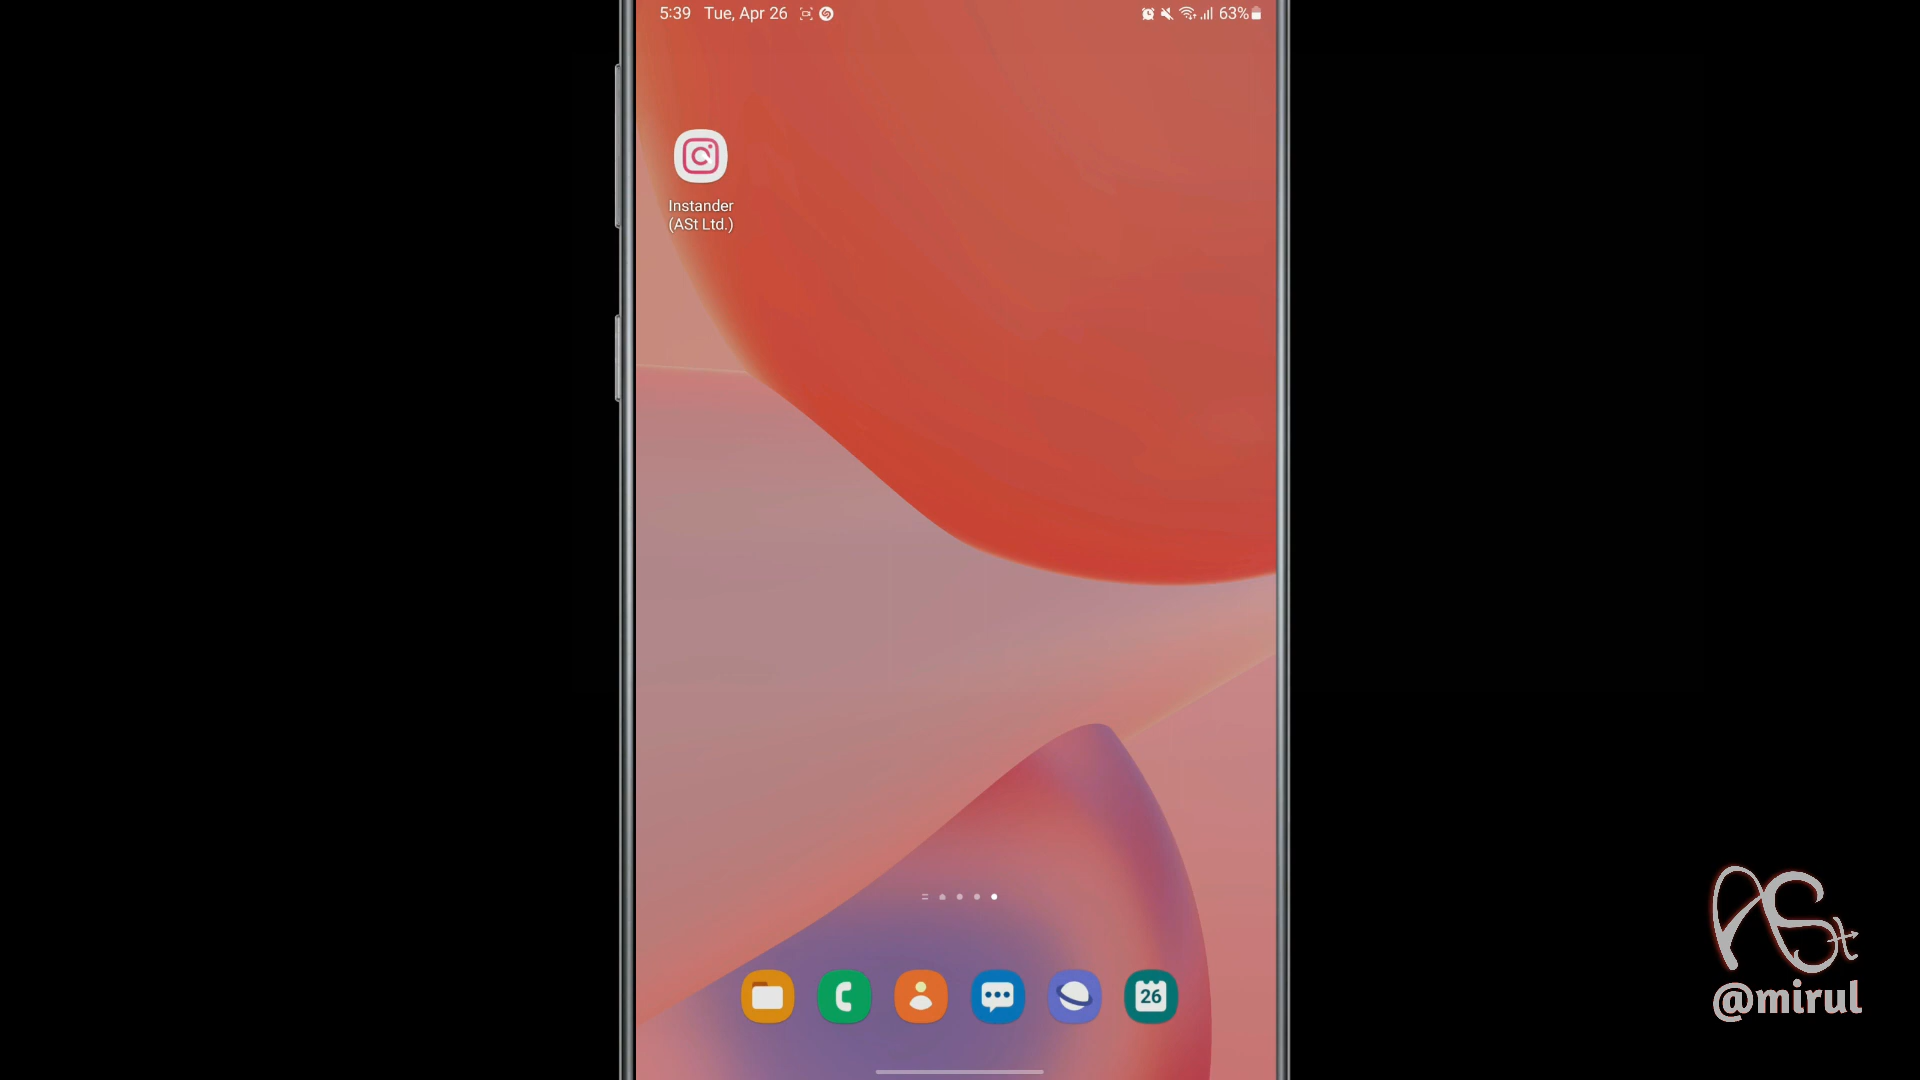 5:39 Tue, Apr 26 63%
Instander
(ASt Ltd.)
26
ASt
@mirul